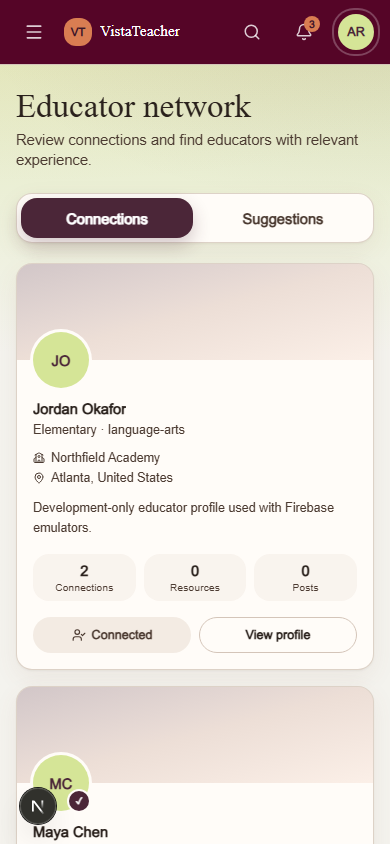 VT VistaTeacher 3 AR
Educator network
Review connections and find educators with relevant
experience.
Connections Suggestions
JO
Jordan Okafor
Elementary · language-arts
Northfield Academy
Atlanta, United States
Development-only educator profile used with Firebase
emulators.
2 0 0
Connections Resources Posts
Connected View profile
MC
N
Maya Chen